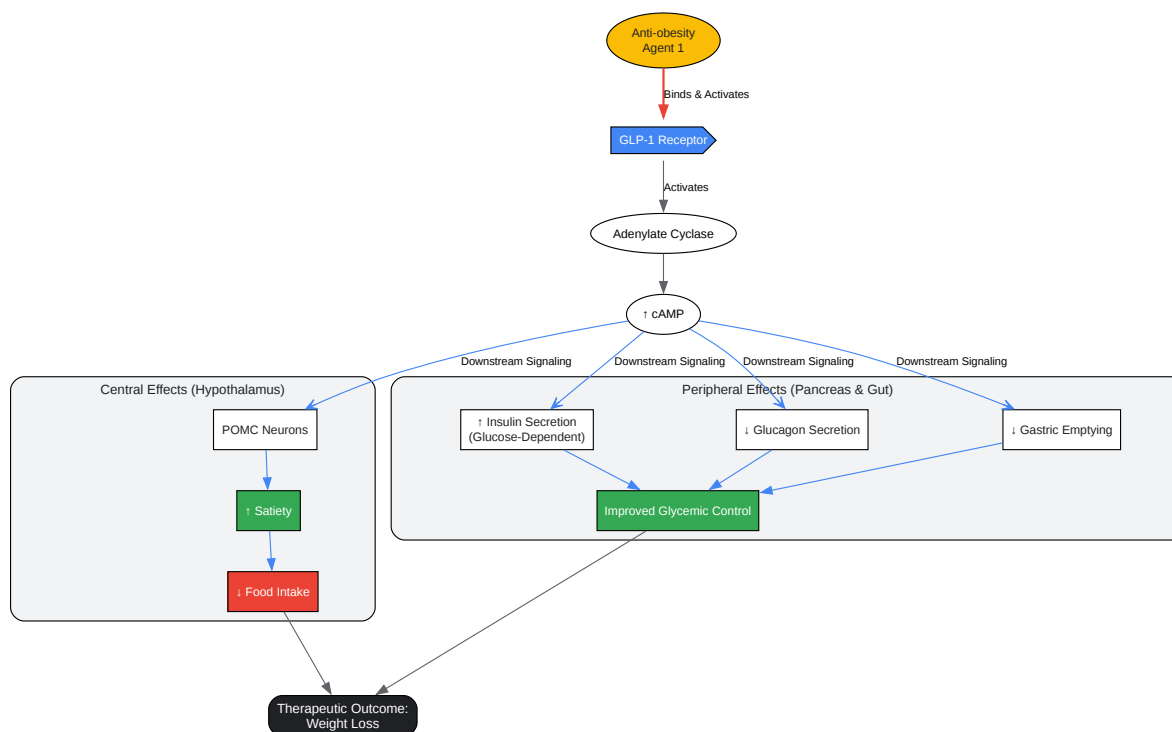 Anti-obesity
Agent 1
Binds & Activates
GLP-1 Receptor
Activates
Adenylate Cyclase
↑ cAMP
Downstream Signaling
Downstream Signaling
Downstream Signaling
Downstream Signaling
Central Effects (Hypothalamus)
Peripheral Effects (Pancreas & Gut)
POMC Neurons
↑ Insulin Secretion
(Glucose-Dependent)
↓ Glucagon Secretion
↓ Gastric Emptying
↑ Satiety
Improved Glycemic Control
↓ Food Intake
Therapeutic Outcome:
Weight Loss